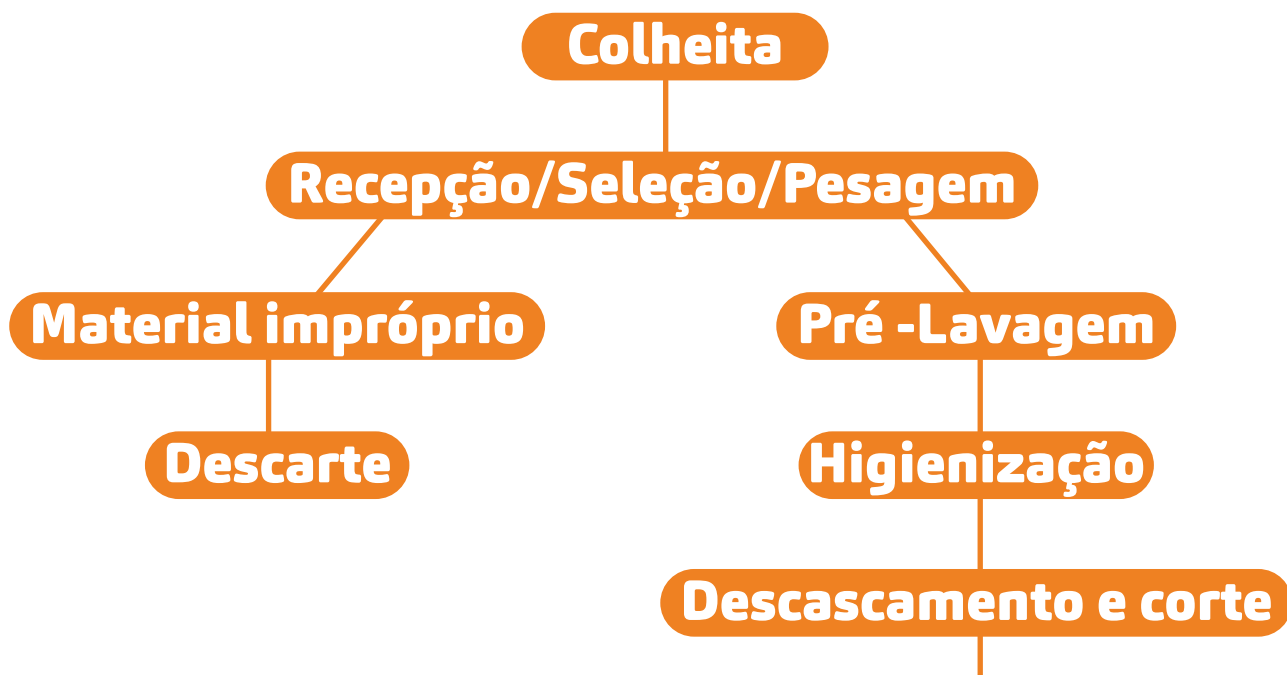 Colheita
Recepção/Seleção/Pesagem
Material impróprio
Pré -Lavagem
Descarte
Higienização
Descascamento e corte